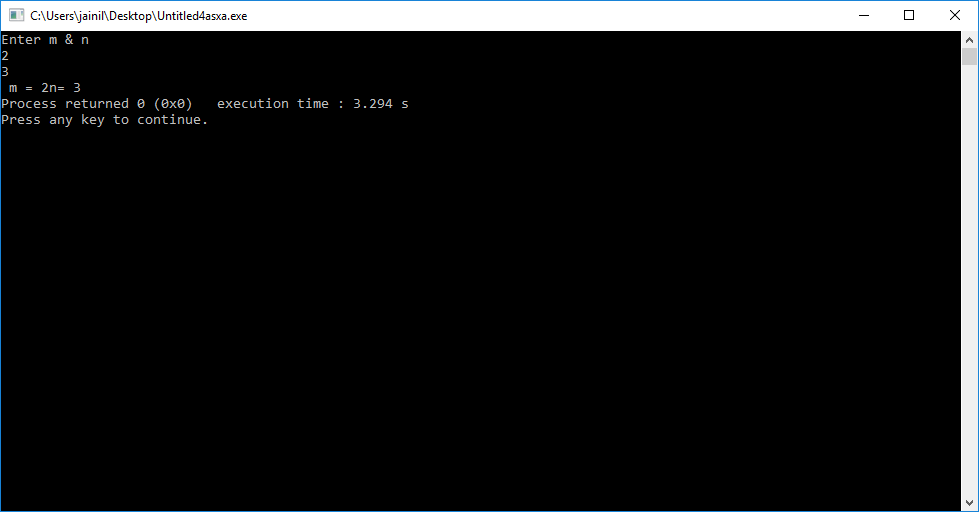 C:\Users\jainil\Desktop\Untitled4asxa.exe
Enter m & n
2
3
 m = 2n= 3
Process returned 0 (0x0)   execution time : 3.294 s
Press any key to continue.